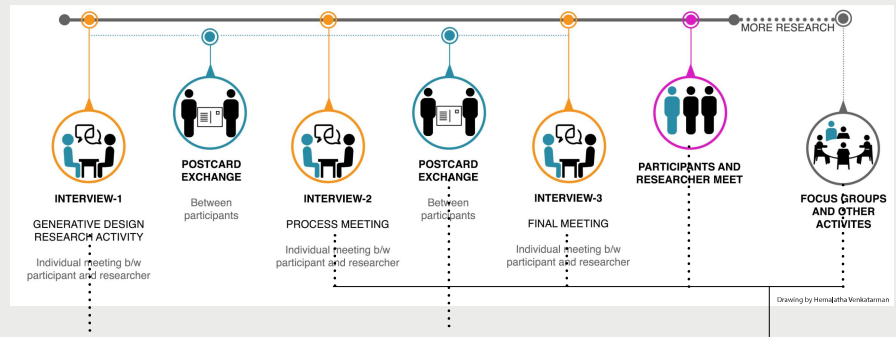 MORE RESEARCH
INTERVIEW-1
GENERATIVE DESIGN
RESEARCH ACTIVITY
Individual meeting b/w
participant and researcher
POSTCARD
EXCHANGE
Between
participants
INTERVIEW-2
PROCESS MEETING
Individual meeting b/w
participant and researcher
POSTCARD
EXCHANGE
Between
participants
INTERVIEW-3
FINAL MEETING
Individual meeting b/w
participant and researcher
PARTICIPANTS AND
RESEARCHER MEET
FOCUS GROUPS
AND OTHER
ACTIVITES
Drawing by Hemalatha Venkatarman